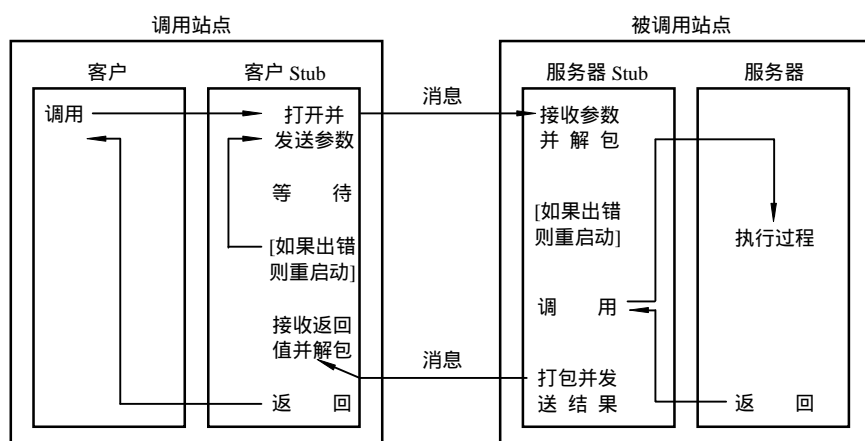 调用站点
被调用站点
客户
客户 Stub
服务器 Stub
服务器
消息
调用
打开并
发送参数
等 待
[如果出错
则重启动]
接收返回
值并解包
返 回
接收参数
并 解 包
[如果出错
则重启动]
调 用
打包并发
送 结 果
消息
执行过程
返 回